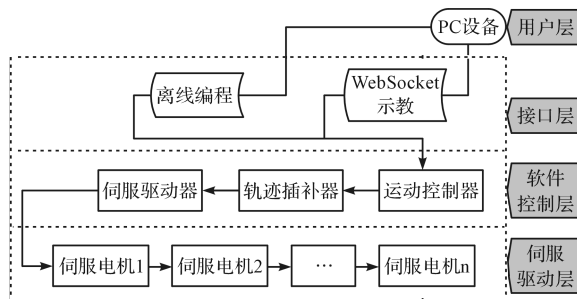 PC设备
用户层
离线编程
WebSocket
示教
接口层
伺服驱动器
轨迹插补器
运动控制器
软件
控制层
伺服电机1
伺服电机2
…
伺服电机n
伺服
驱动层